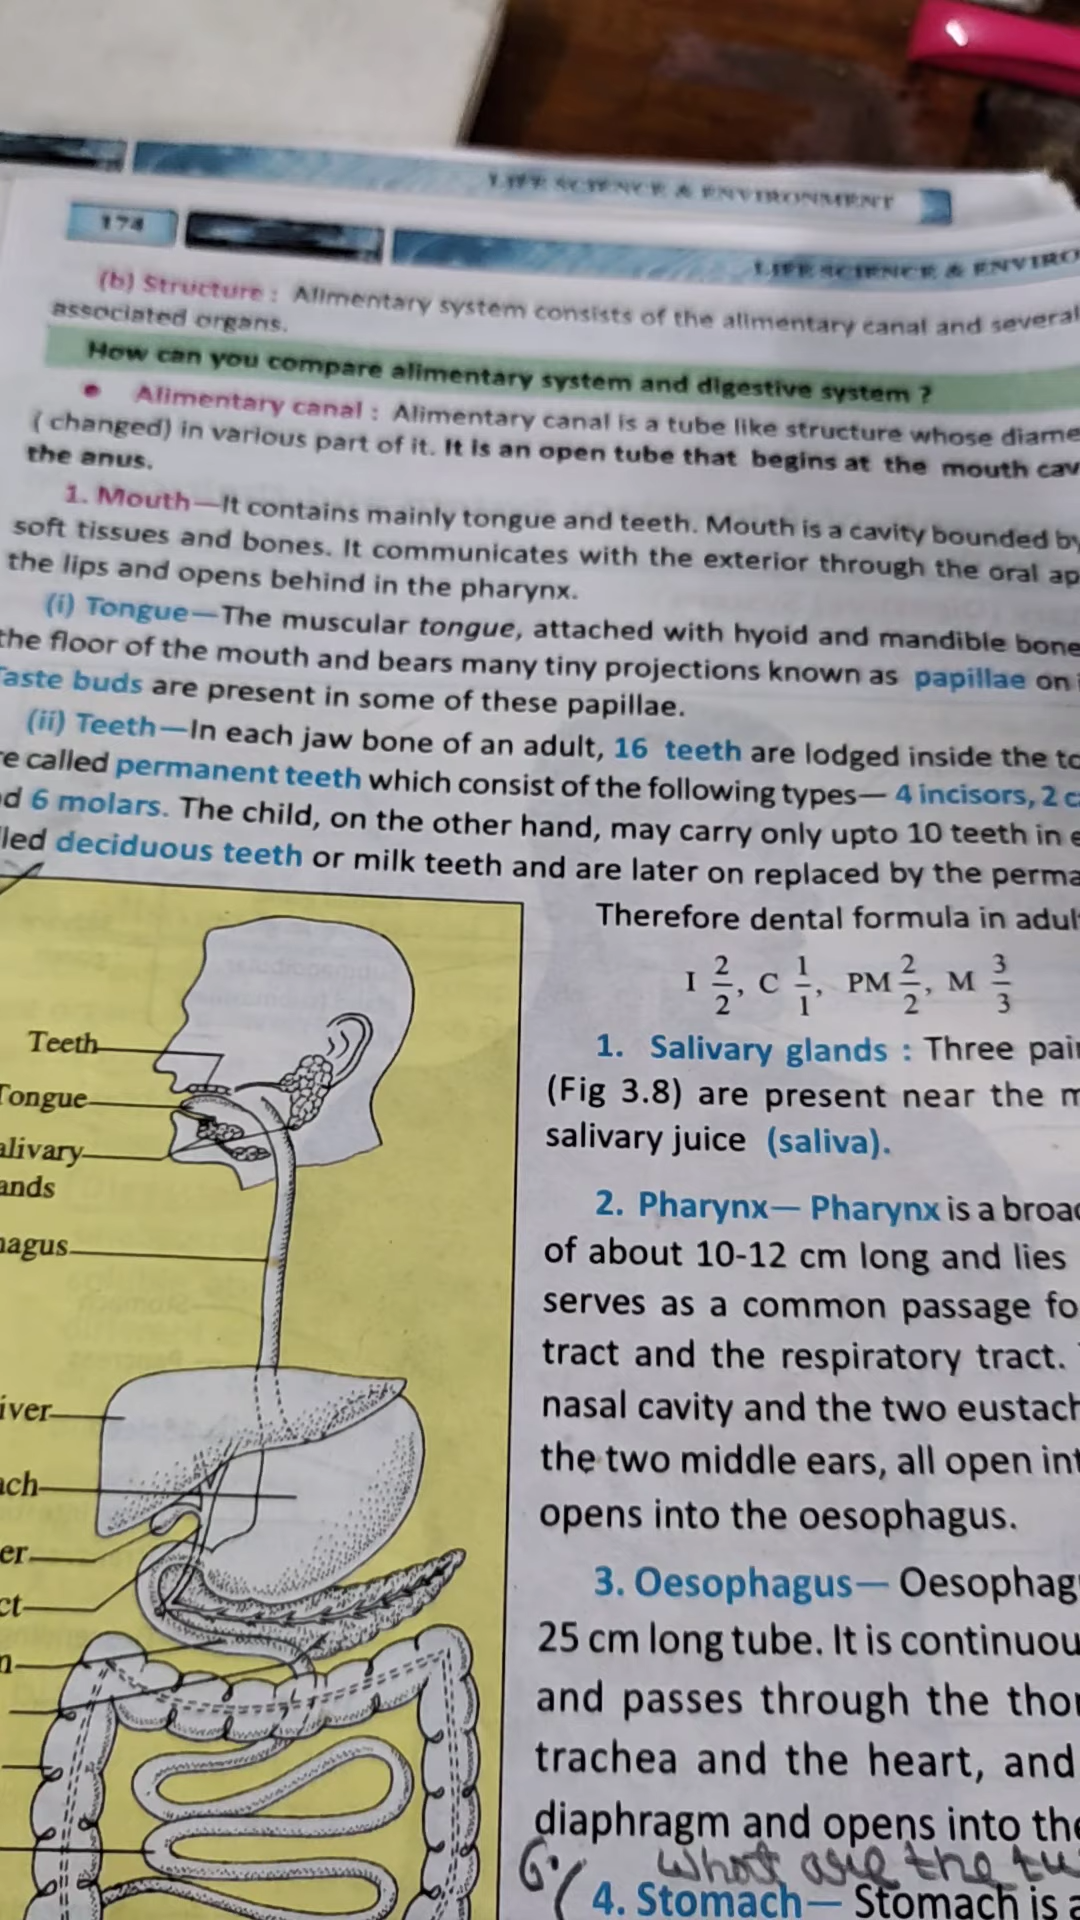 LIFE SCIENCE & ENVIRONMENT
174
LIFE SCIENCE & ENVIRO
(b) Structure : Alimentary system consists of the alimentary canal and several
associated organs.
How can you compare alimentary system and digestive system ?
• Alimentary canal : Alimentary canal is a tube like structure whose diame
( changed) in various part of it. It is an open tube that begins at the mouth cav
the anus.
1. Mouth—It contains mainly tongue and teeth. Mouth is a cavity bounded by
soft tissues and bones. It communicates with the exterior through the oral ap
the lips and opens behind in the pharynx.
(i) Tongue—The muscular tongue, attached with hyoid and mandible bone
the floor of the mouth and bears many tiny projections known as papillae on
Taste buds are present in some of these papillae.
(ii) Teeth—In each jaw bone of an adult, 16 teeth are lodged inside the to
re called permanent teeth which consist of the following types— 4 incisors, 2 c
d 6 molars. The child, on the other hand, may carry only upto 10 teeth in e
led deciduous teeth or milk teeth and are later on replaced by the perma
Therefore dental formula in adul
I 2/2, C 1/1, PM 2/2, M 3/3
1. Salivary glands : Three pair
(Fig 3.8) are present near the m
salivary juice (saliva).
2. Pharynx— Pharynx is a broad
of about 10-12 cm long and lies
serves as a common passage fo
tract and the respiratory tract.
nasal cavity and the two eustach
the two middle ears, all open int
opens into the oesophagus.
3. Oesophagus— Oesophag
25 cm long tube. It is continuou
and passes through the thor
trachea and the heart, and
diaphragm and opens into the
6. What are the tu
4. Stomach— Stomach is a
Teeth
Tongue
alivary
ands
hagus
iver
ach
er
ct
n